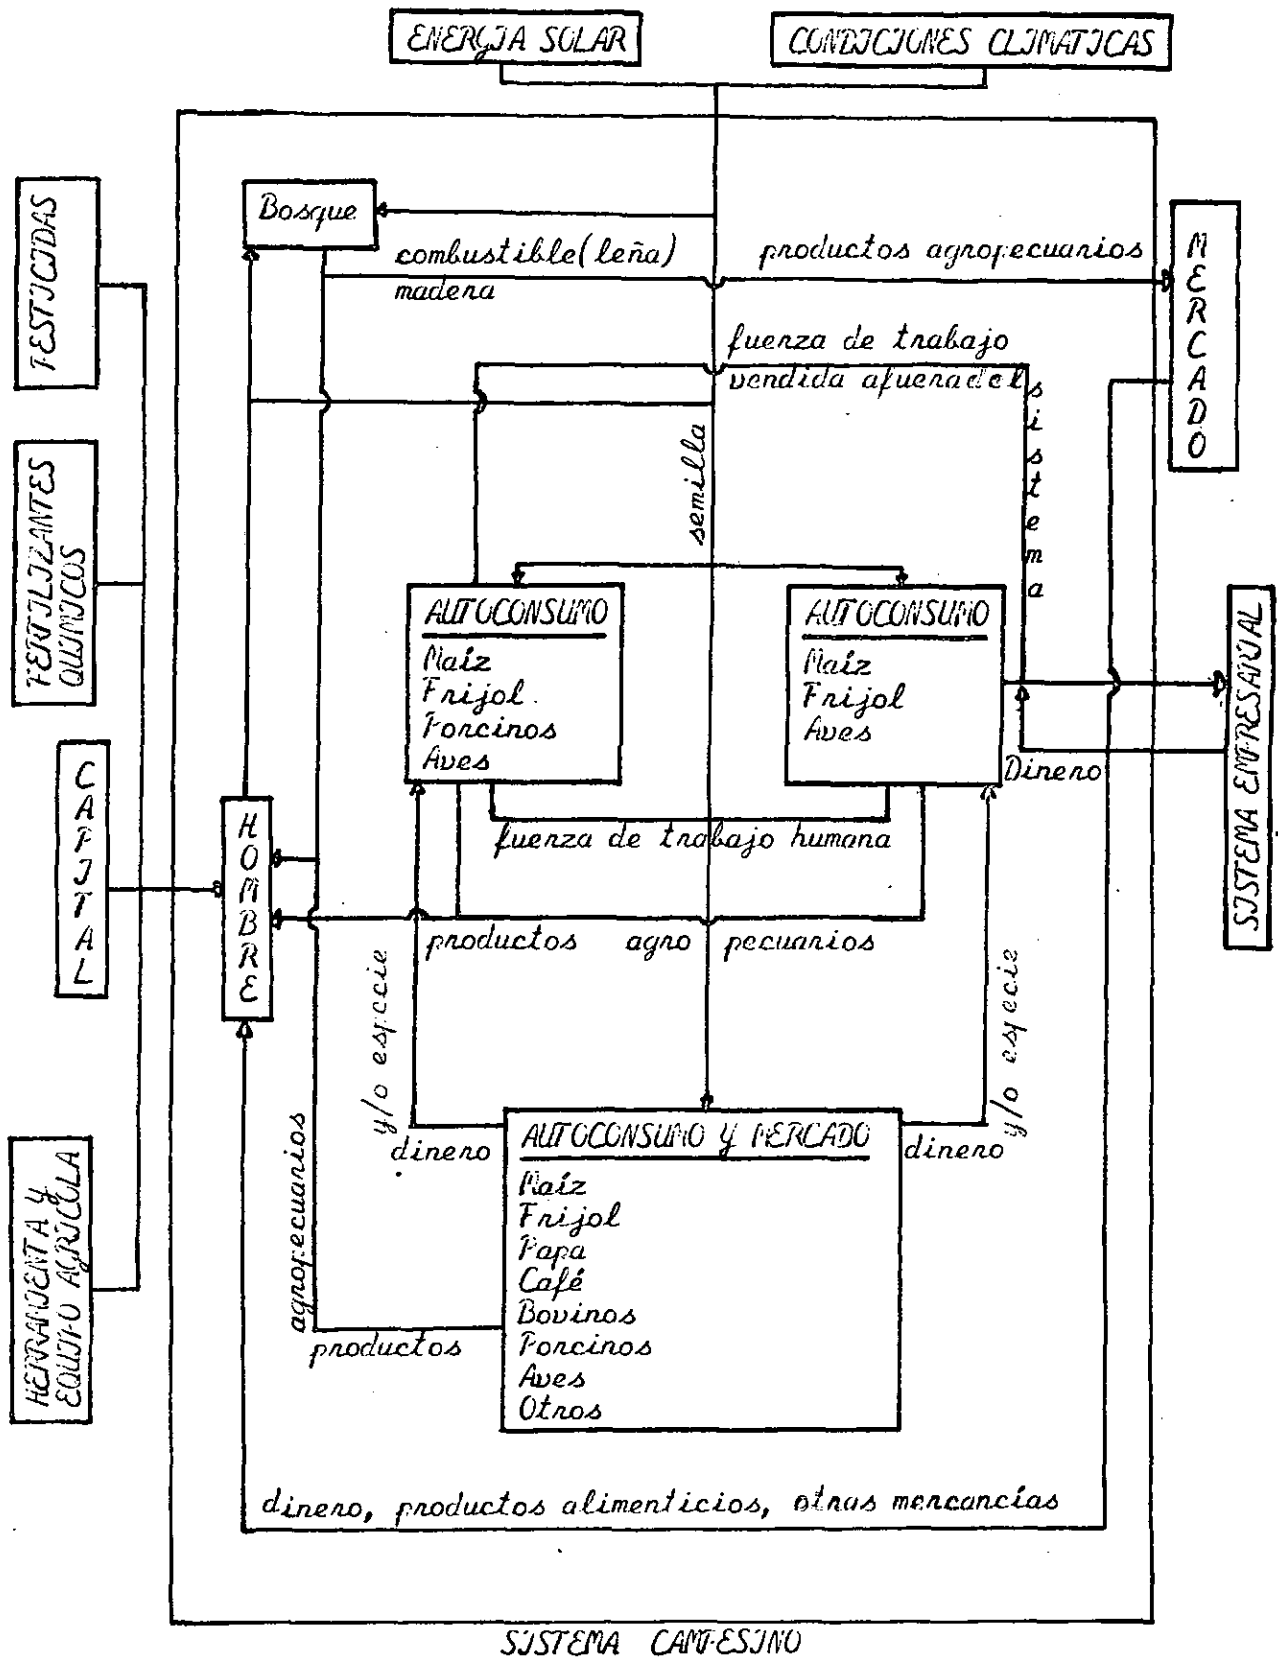 ENERGIA SOLAR
CONDICIONES CLIMATICAS
PESTICIDAS
Bosque
combustible(leña)
madera
productos agropecuarios
MERCADO
fuerza de trabajo
vendida afuera del sistema
semilla
FERTILIZANTES
QUIMICOS
AUTOCONSUMO
Maíz
Frijol
Porcinos
Aves
AUTOCONSUMO
Maíz
Frijol
Aves
SISTEMA EMPRESARIAL
Dinero
CAPITAL
HOMBRE
fuerza de trabajo humana
productos agropecuarios
y/o especie
dinero
y/o especie
dinero
HERRAMIENTA Y
EQUIPO AGRICOLA
agropecuarios
productos
AUTOCONSUMO Y MERCADO
Maíz
Frijol
Papa
Café
Bovinos
Porcinos
Aves
Otros
dinero, productos alimenticios, otras mercancías
SISTEMA CAMPESINO